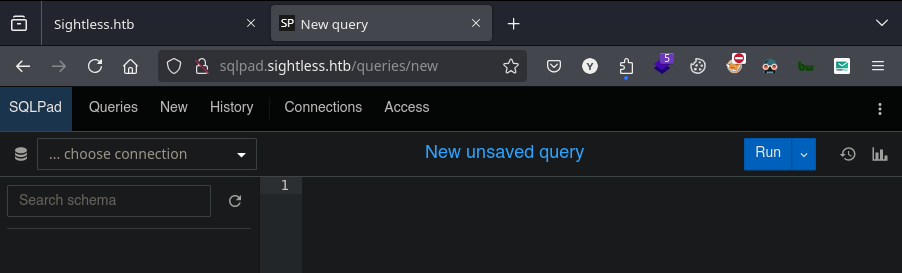 Sightless.htb
SP New query
sqlpad.sightless.htb/queries/new
5
Y
SQLPad Queries New History Connections Access
... choose connection
New unsaved query
Run
Search schema
1